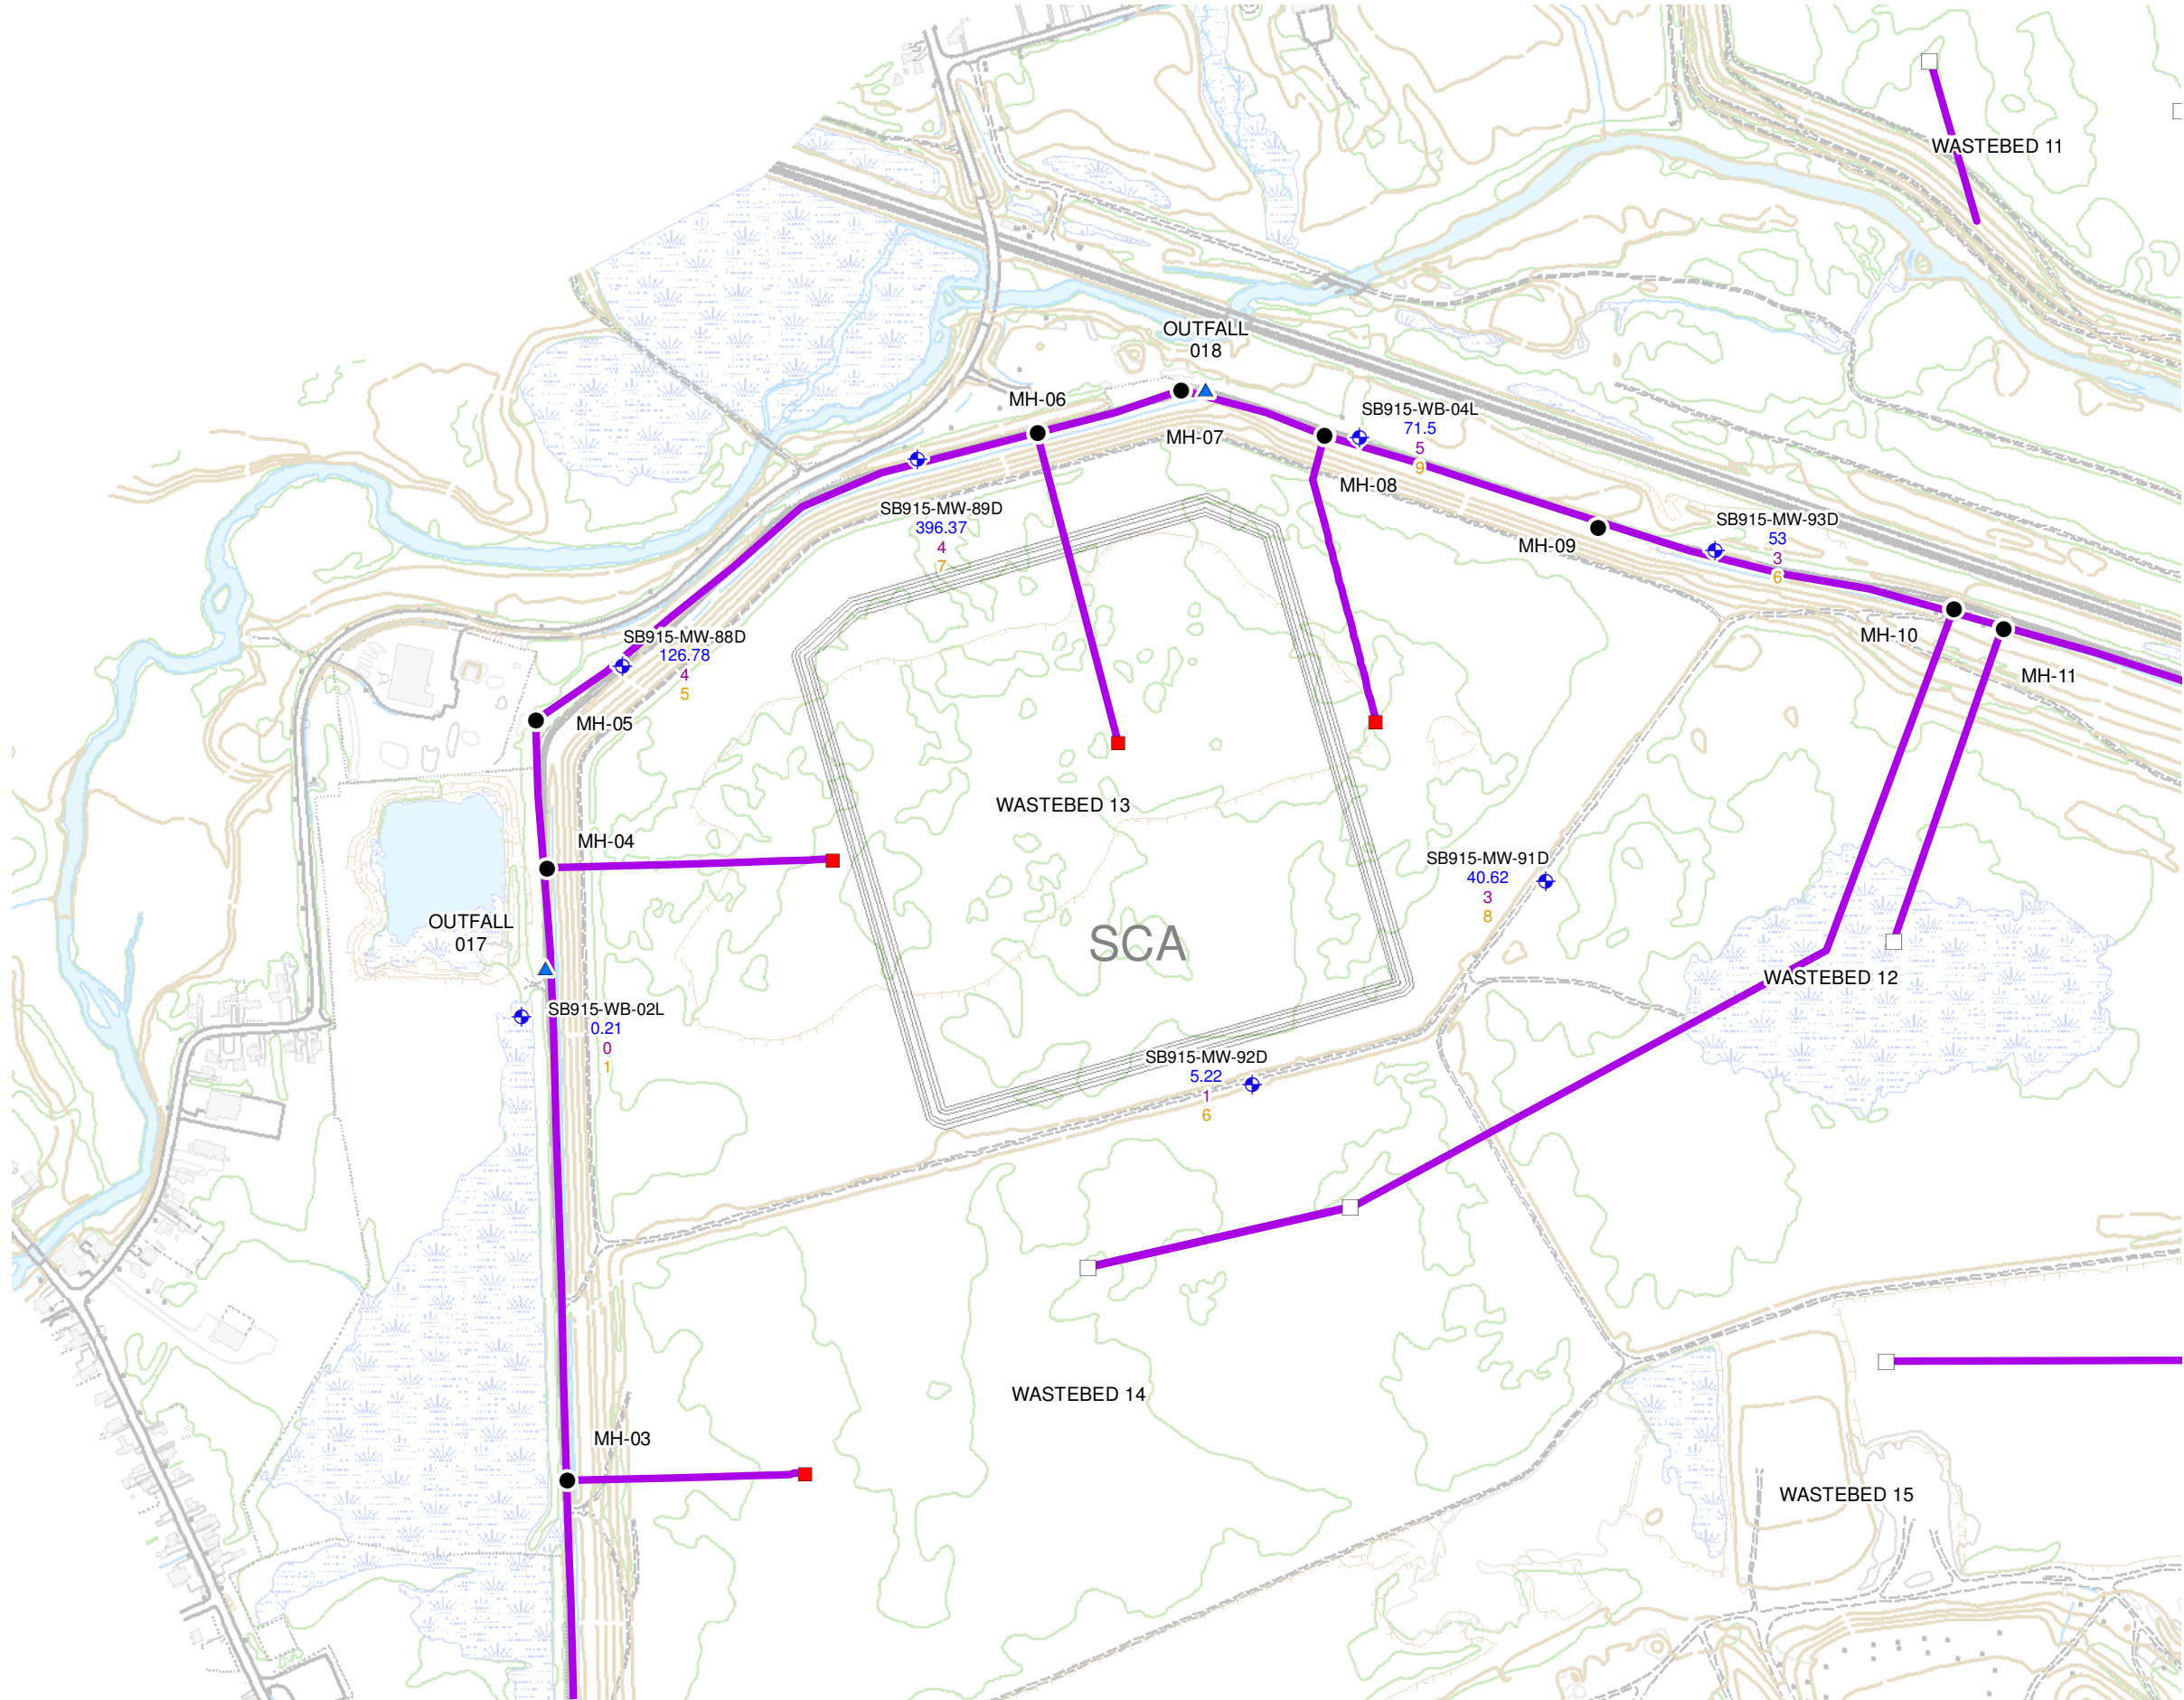 WASTEBED 11
OUTFALL
018
MH-06
SB915-WB-04L
71.5
5
9
MH-07
MH-08
SB915-MW-89D
396.37
4
7
SB915-MW-93D
53
3
6
MH-09
SB915-MW-88D
126.78
4
5
MH-10
MH-11
MH-05
WASTEBED 13
MH-04
SB915-MW-91D
40.62
3
8
OUTFALL
017
SCA
WASTEBED 12
SB915-WB-02L
0.21
0
1
SB915-MW-92D
5.22
1
6
WASTEBED 14
MH-03
WASTEBED 15